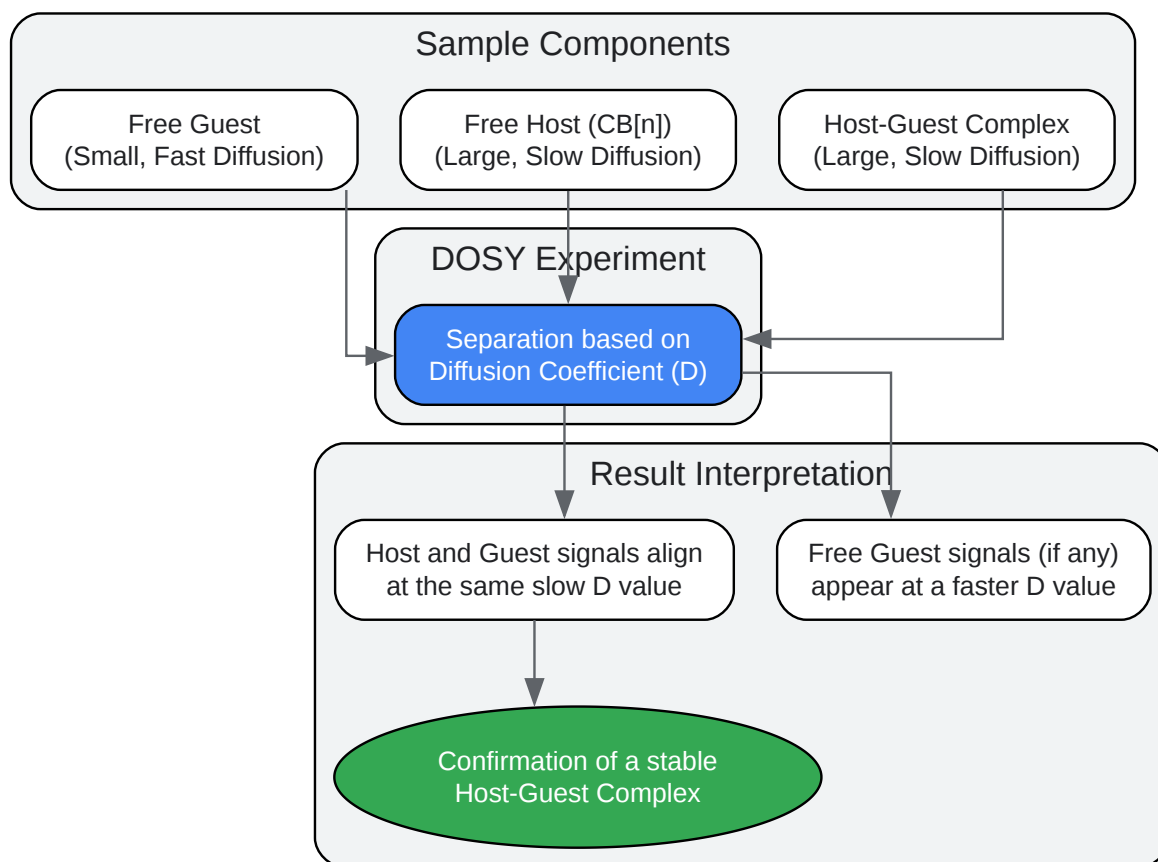 Sample Components
Free Guest
(Small, Fast Diffusion)
Free Host (CB[n])
(Large, Slow Diffusion)
Host-Guest Complex
(Large, Slow Diffusion)
DOSY Experiment
Separation based on
Diffusion Coefficient (D)
Result Interpretation
Host and Guest signals align
at the same slow D value
Free Guest signals (if any)
appear at a faster D value
Confirmation of a stable
Host-Guest Complex